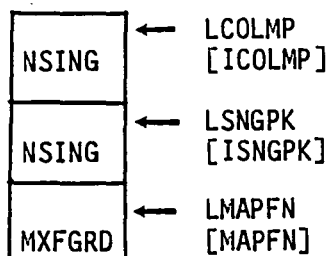 LCOLMP
NSING [ICOLMP]
LSNGPK
NSING [ISNGPK]
LMAPFN
MXFGRD [MAPFN]